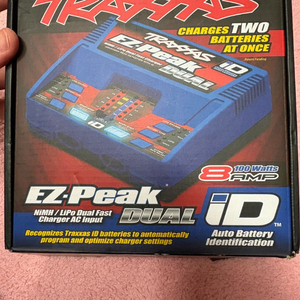 TRAXXAS
CHARGES TWO
BATTERIES
AT ONCE
TRAXXAS
iD
EZ-Peak
DUAL
100 Watts
8 AMP
EZ-Peak
DUAL
NiMH / LiPo Dual Fast
Charger AC Input
iD
Auto Battery
Identification
Recognizes Traxxas iD batteries to automatically
program and optimize charger settings